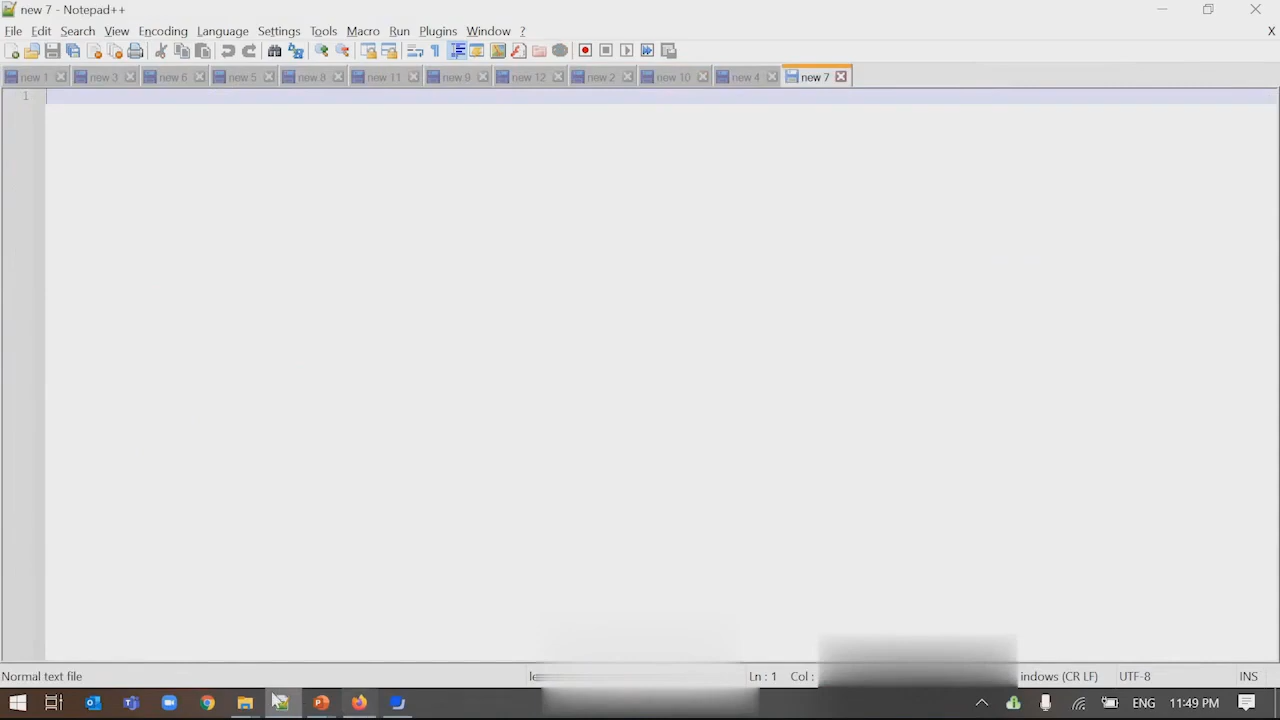 new 7 - Notepad++
File Edit Search View Encoding Language Settings Tools Macro Run Plugins Window ? X
new 1 new 3 new 6 new 5 new 8 new 11 new 9 new 12 new 2 new 10 new 4 new 7
1
Normal text file Ln : 1 Col : indows (CR LF) UTF-8 INS
ENG 11:49 PM